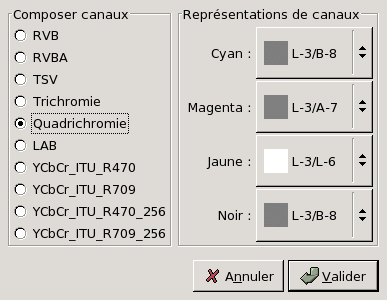 Composer canaux
RVB
RVBA
TSV
Trichromie
Quadrichromie
LAB
YCbCr_ITU_R470
YCbCr_ITU_R709
YCbCr_ITU_R470_256
YCbCr_ITU_R709_256
Représentations de canaux
Cyan : L-3/B-8
Magenta : L-3/A-7
Jaune : L-3/L-6
Noir : L-3/B-8
Annuler
Valider